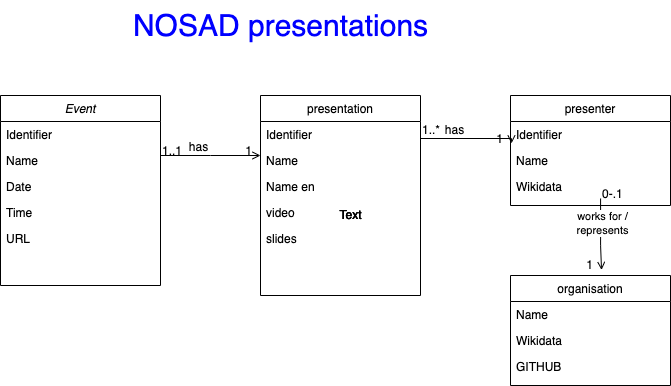 NOSAD presentations
Event
Identifier
Name
Date
Time
URL
1..1 has 1
presentation
Identifier
Name
Name en
video
Text
slides
1..* has 1
presenter
Identifier
Name
Wikidata
0-.1
works for /
represents
1
organisation
Name
Wikidata
GITHUB